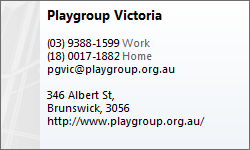 Playgroup Victoria
(03) 9388-1599 Work
(18) 0017-1882 Home
pgvic@playgroup.org.au
346 Albert St,
Brunswick, 3056
http://www.playgroup.org.au/